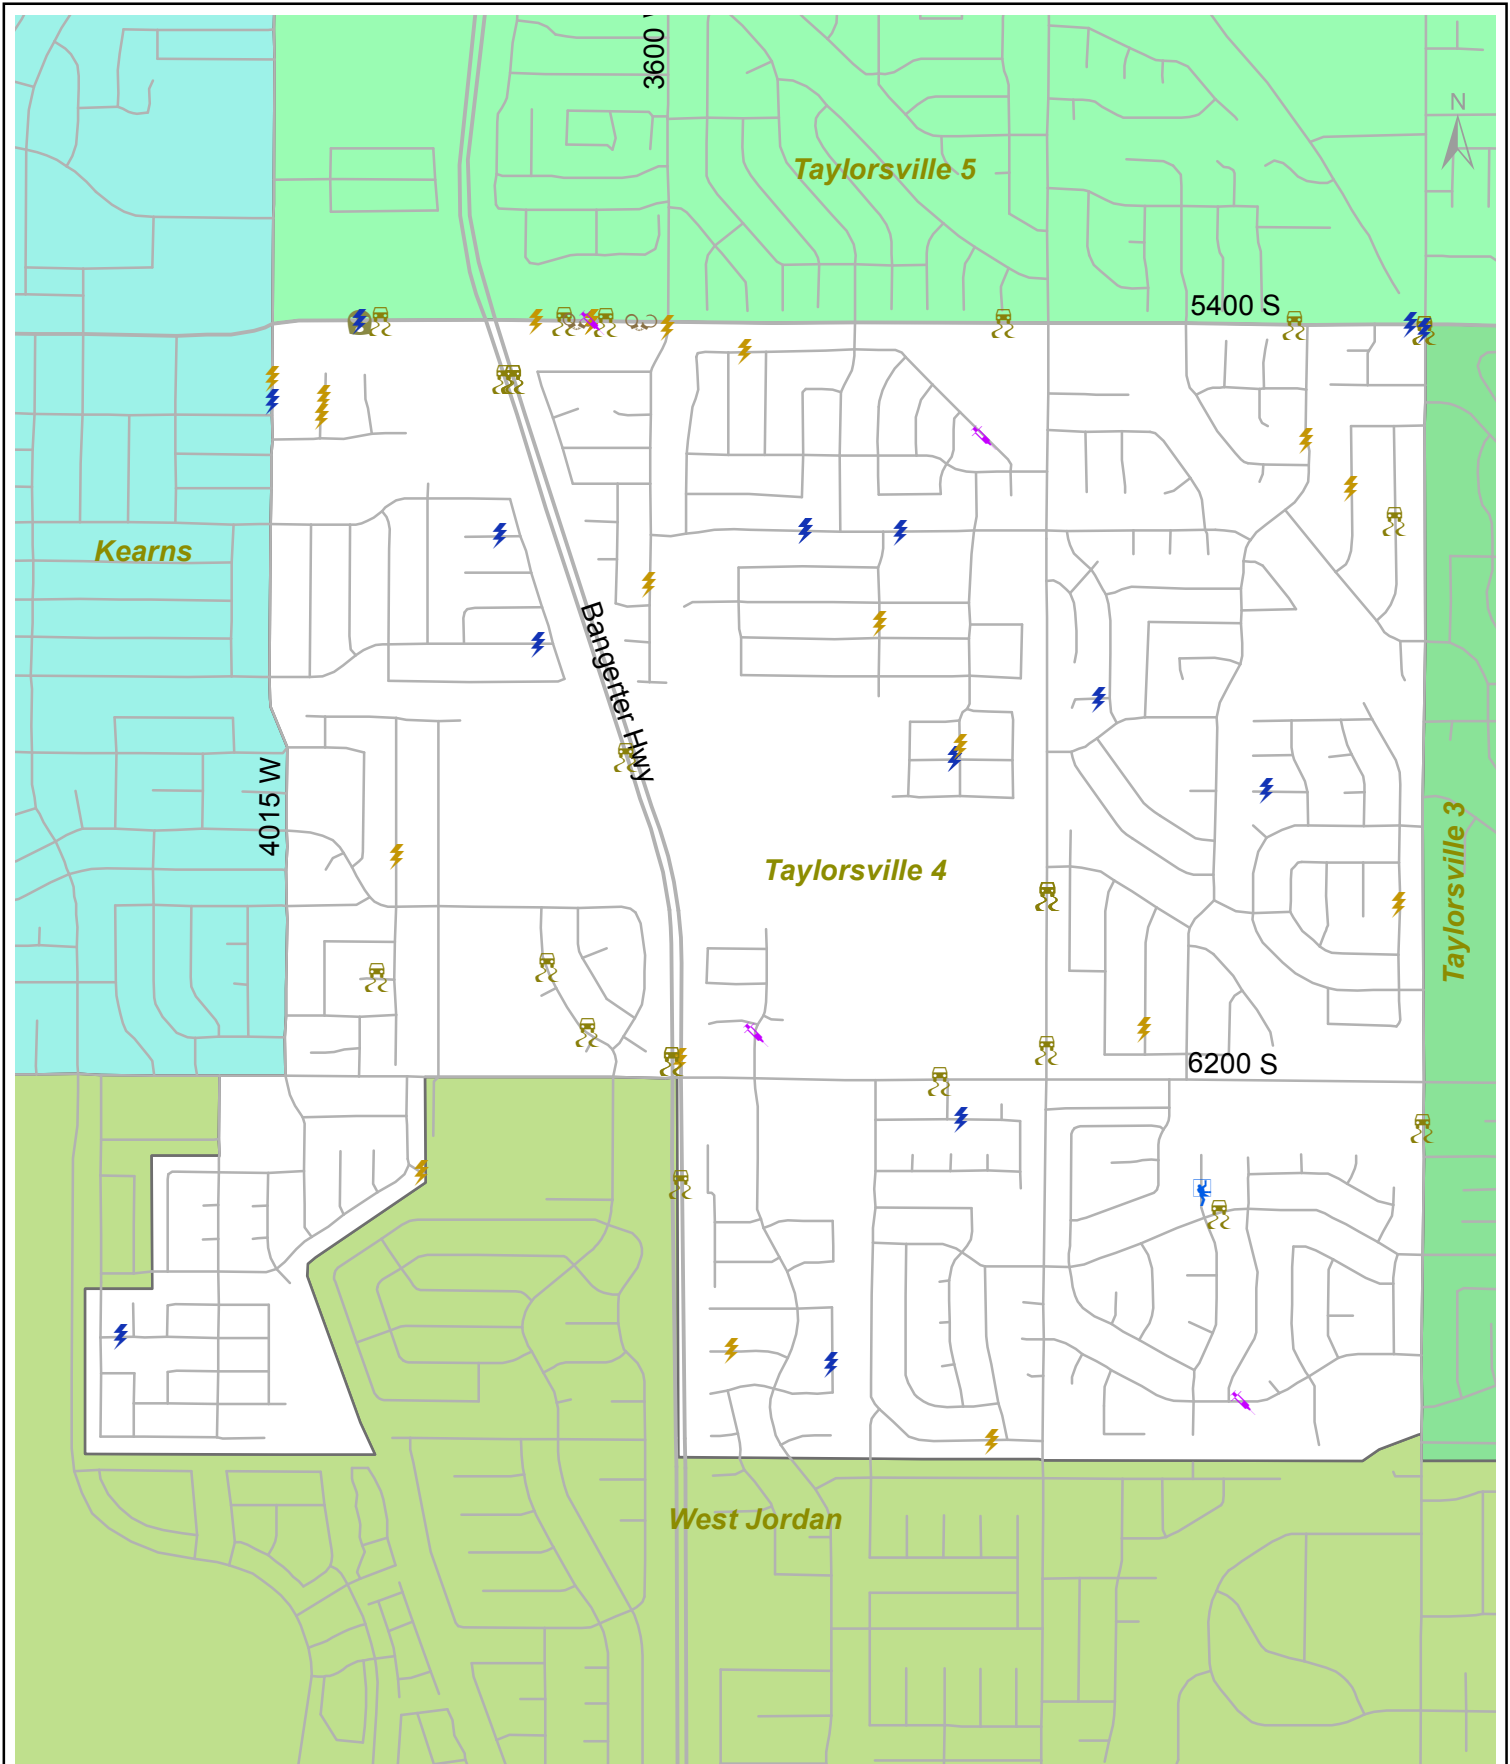 3600 W
N
Taylorsville 5
5400 S
Kearns
Bangerter Hwy
4015 W
Taylorsville 3
Taylorsville 4
6200 S
West Jordan